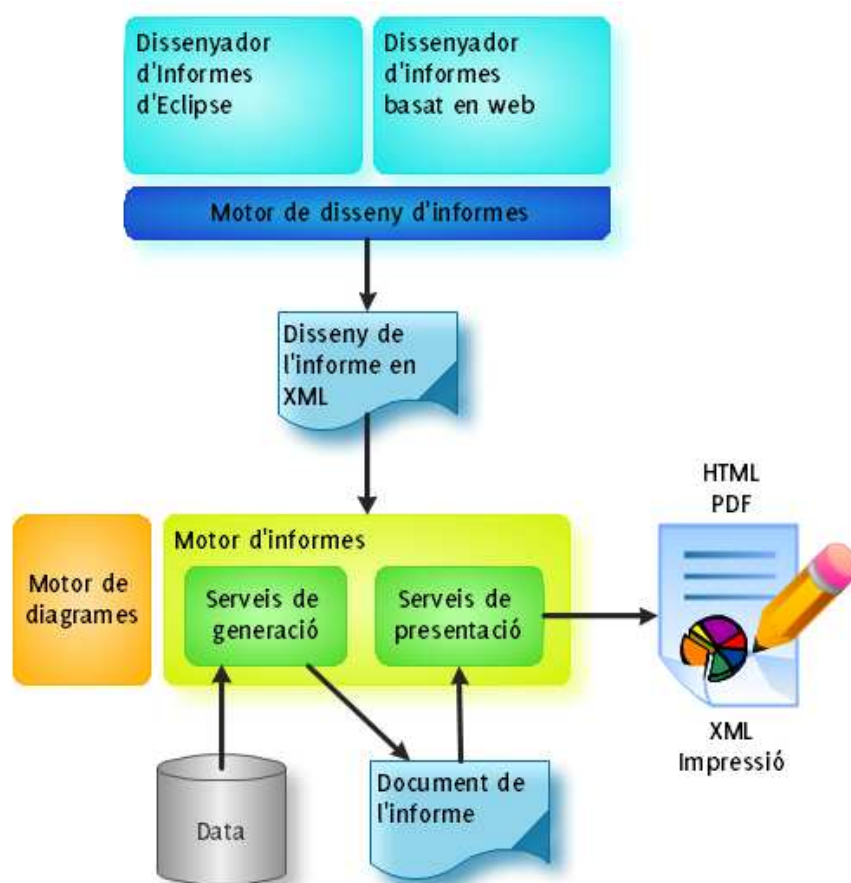 Dissenyador
d'Informes
d'Eclipse
Dissenyador
d'informes
basat en web
Motor de disseny d'informes
Disseny de
l'informe en
XML
HTML
PDF
Motor d'informes
Motor de
diagrames
Serveis de
generació
Serveis de
presentació
XML
Impressió
Data
Document de
l'informe